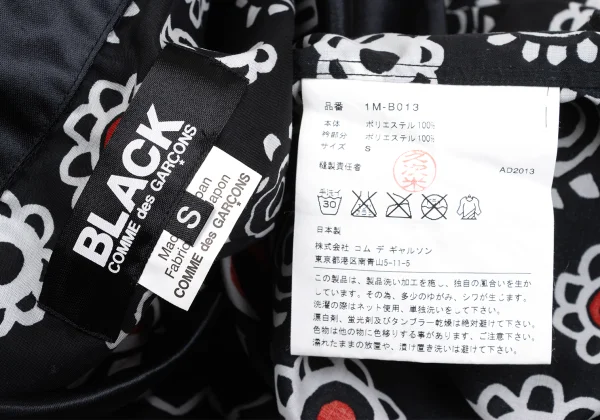 BLACK
COMME des GARÇONS
S
Made Japan
Fabriq Japon
COMME des GARÇONS
品番 1M-B013
本体 ポリエステル100%
衿部分 ポリエステル100%
サイズ S
縫製責任者
AD2013
手洗イ
30
日本製
株式会社 コム デ ギャルソン
東京都港区南青山5-11-5
この製品は、製品洗い加工を施し、独自の風合いを生か
しています。その為、多少のゆがみ、シワが生じます。
洗濯の際はネット使用、単独洗いをして下さい。
漂白剤、蛍光剤及びタンブラー乾燥は絶対避けて下さい。
色物は他の物に色移りする事があります、ご注意下さい。
濡れたままの放置や、漬け置き洗いは避けて下さい。